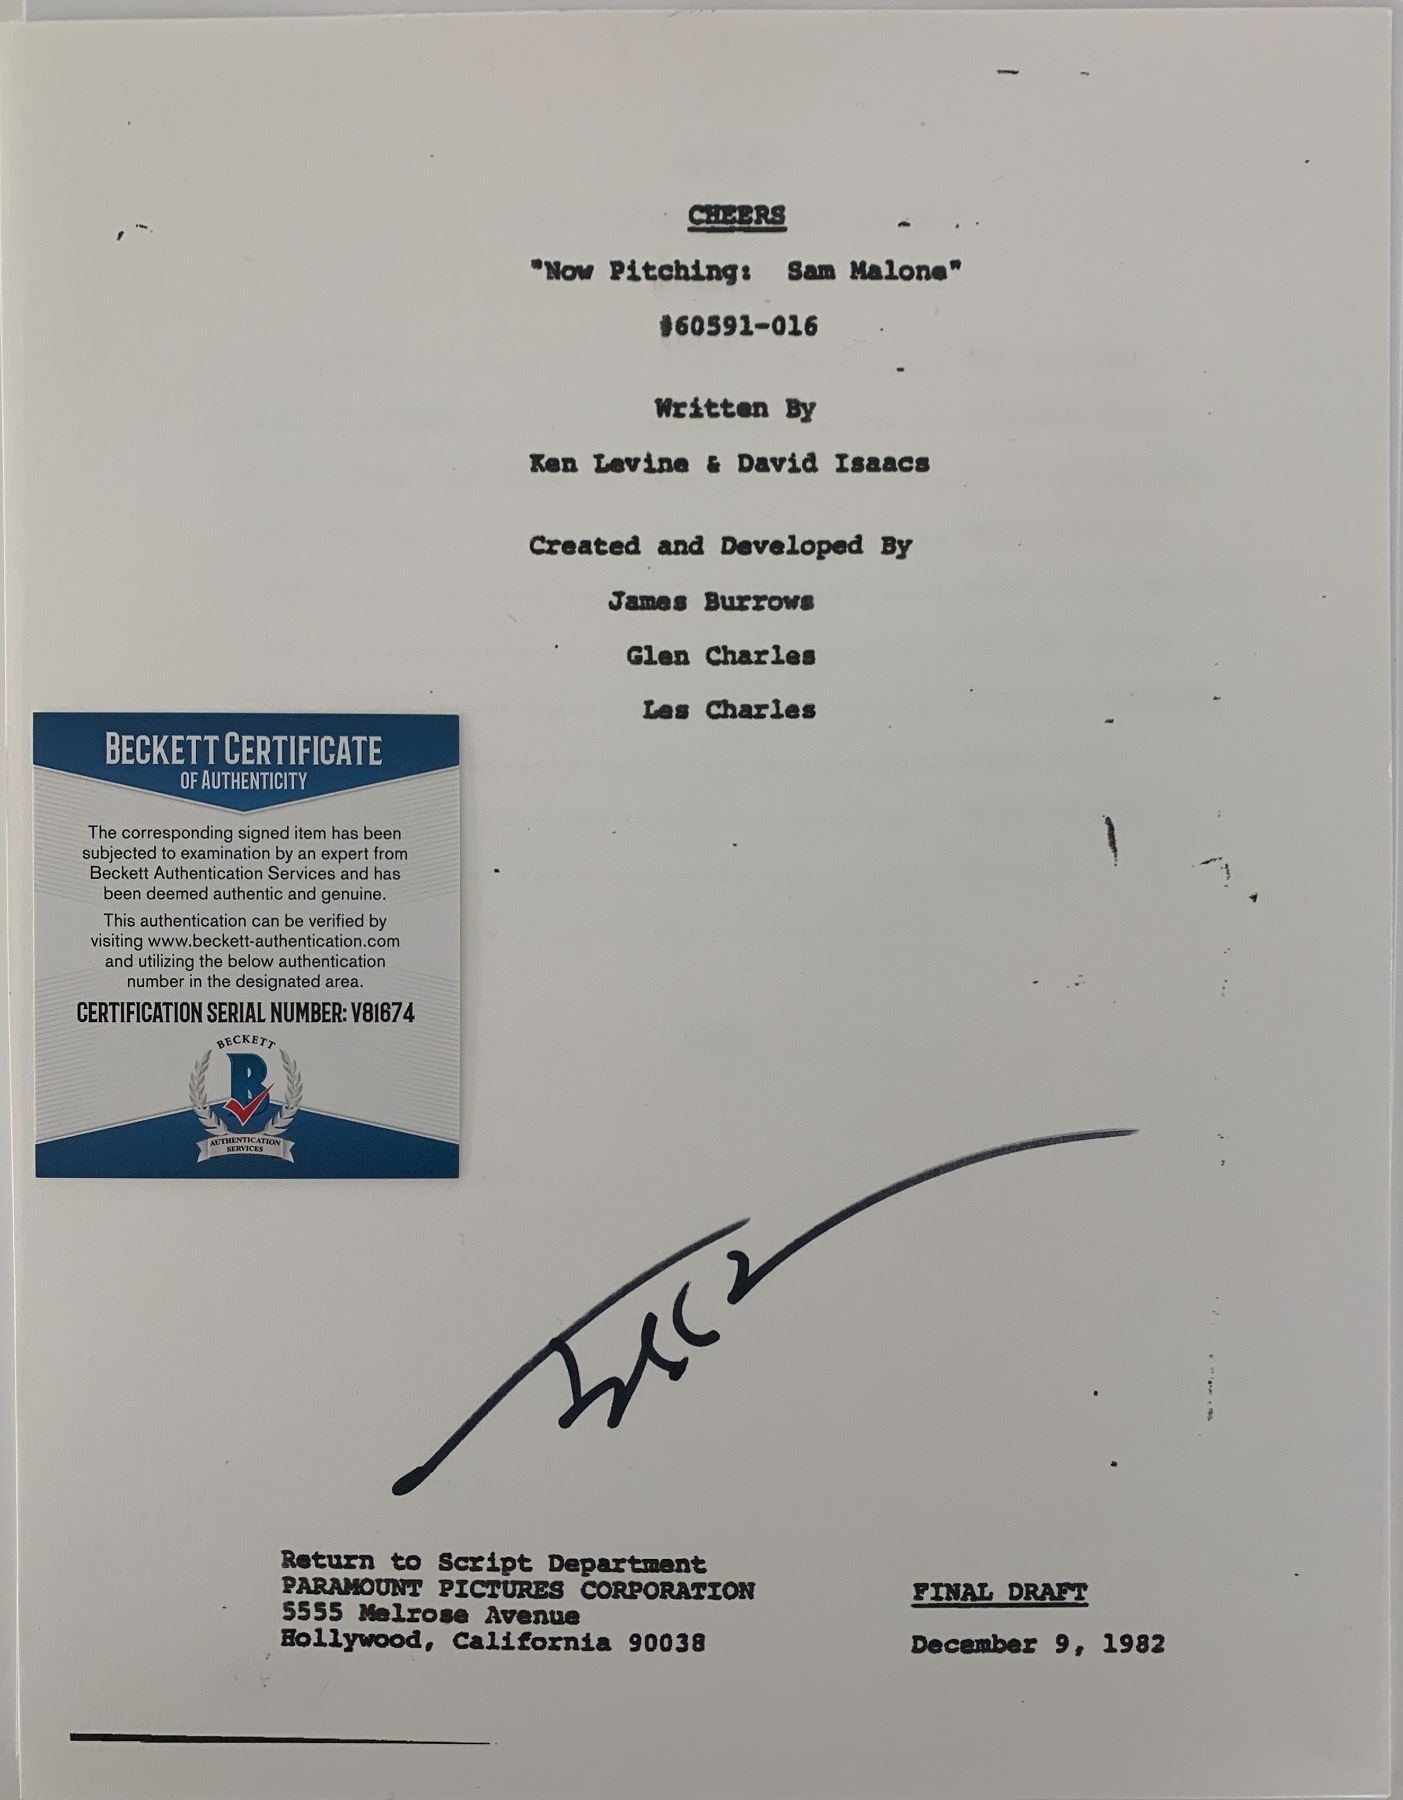 CHEERS
"Now Pitching: Sam Malone"
#60591-016
Written By
Ken Levine & David Isaacs
Created and Developed By
James Burrows
Glen Charles
Les Charles
BECKETT CERTIFICATE
OF AUTHENTICITY
The corresponding signed item has been
subjected to examination by an expert from
Beckett Authentication Services and has
been deemed authentic and genuine.
This authentication can be verified by
visiting www.beckett-authentication.com
and utilizing the below authentication
number in the designated area.
CERTIFICATION SERIAL NUMBER: V81674
BECKETT
B
AUTHENTICATION
SERVICES
Return to Script Department
PARAMOUNT PICTURES CORPORATION
5555 Melrose Avenue
Hollywood, California 90038
FINAL DRAFT
December 9, 1982